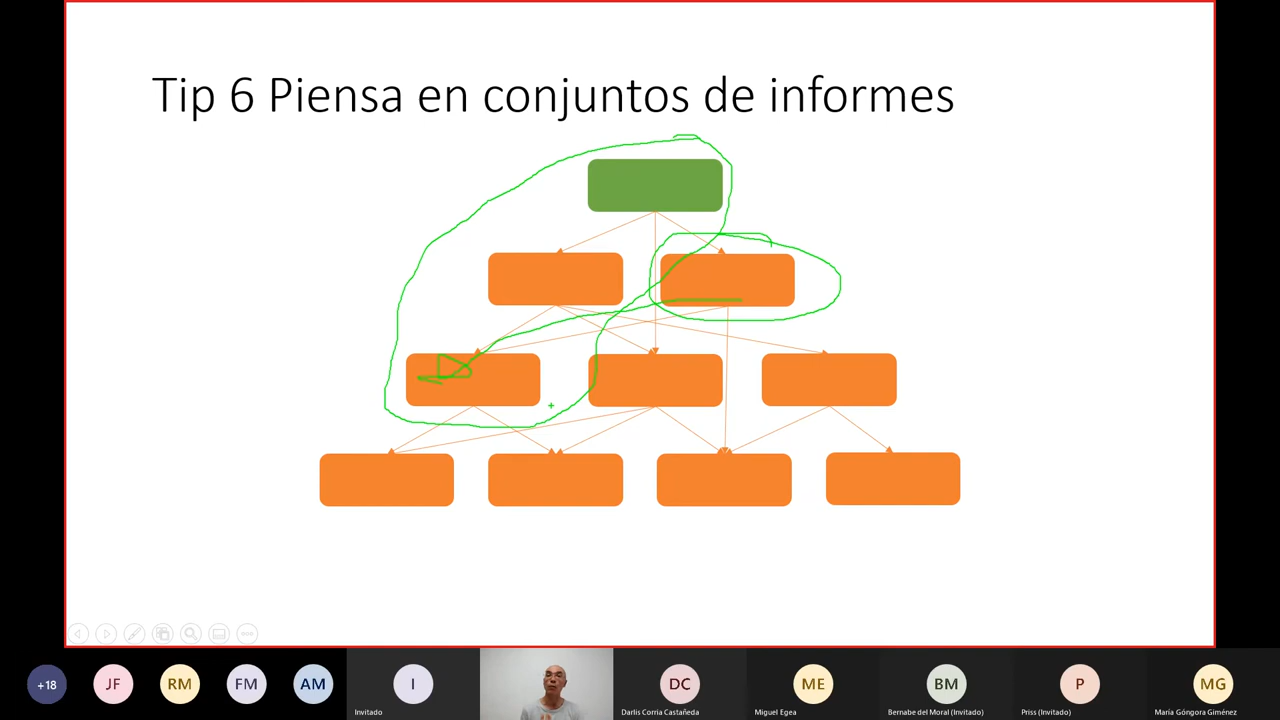 Tip 6 Piensa en conjuntos de informes
+18
JF
RM
FM
AM
I
DC
ME
BM
P
MG
Invitado
Darlis Corria Castañeda
Miguel Egea
Bernabe del Moral (Invitado)
Priss (Invitado)
María Góngora Giménez